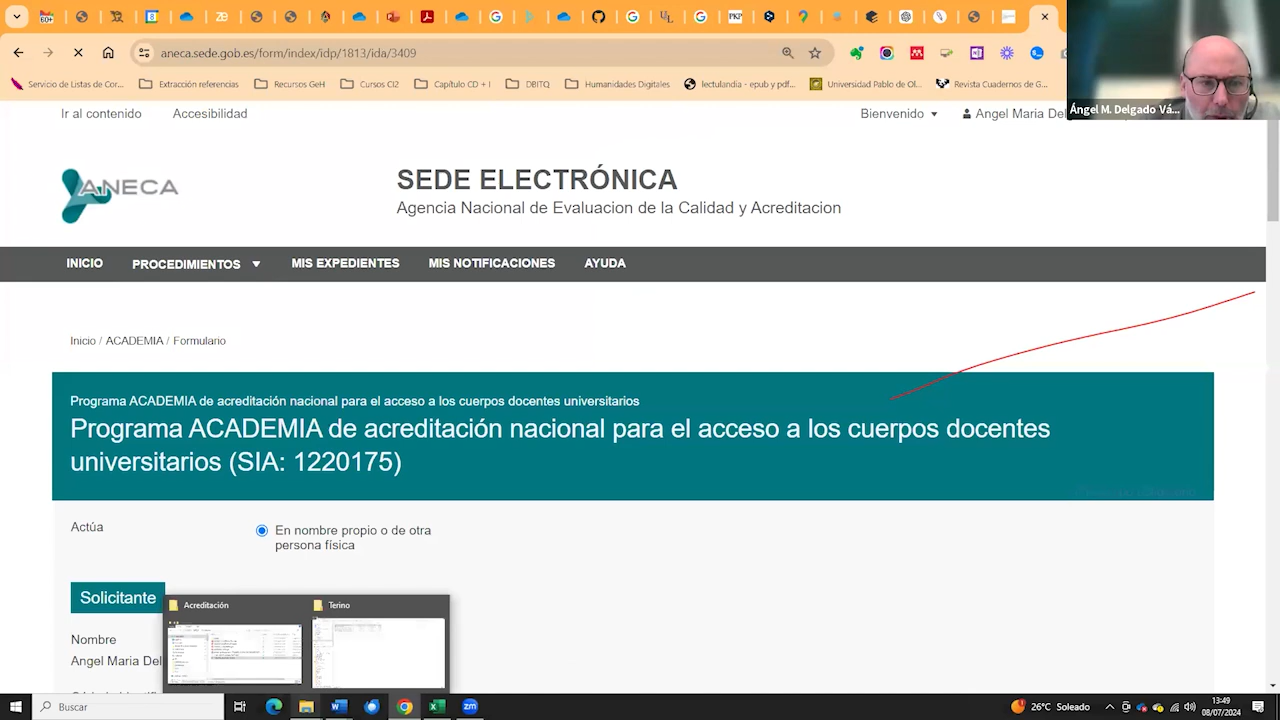 aneca.sede.gob.es/form/index/idp/1813/ida/3409
Servicio de Listas de Cor...
Extracción referencias
Recursos GeH
Cursos CI2
Capítulo CD + I
DBITQ
Humanidades Digitales
lectulandia - epub y pdf...
Universidad Pablo de Ol...
Revista Cuadernos de G...
Ángel M. Delgado Vá...
Ir al contenido
Accesibilidad
Bienvenido
Angel Maria Del
ANECA
SEDE ELECTRÓNICA
Agencia Nacional de Evaluacion de la Calidad y Acreditacion
INICIO
PROCEDIMIENTOS
MIS EXPEDIENTES
MIS NOTIFICACIONES
AYUDA
Inicio / ACADEMIA / Formulario
Programa ACADEMIA de acreditación nacional para el acceso a los cuerpos docentes universitarios
Programa ACADEMIA de acreditación nacional para el acceso a los cuerpos docentes
universitarios (SIA: 1220175)
Actúa
En nombre propio o de otra
persona física
Solicitante
Acreditación
Terino
Nombre
Angel Maria Del
Buscar
26°C Soleado
13:49
08/07/2024